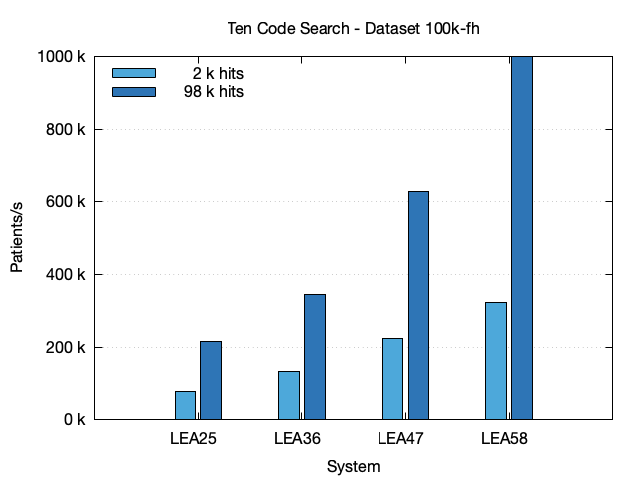 Ten Code Search - Dataset 100k-fh
1000 k
800 k
600 k
400 k
200 k
0 k
Patients/s
2 k hits
98 k hits
LEA25 LEA36 LEA47 LEA58
System